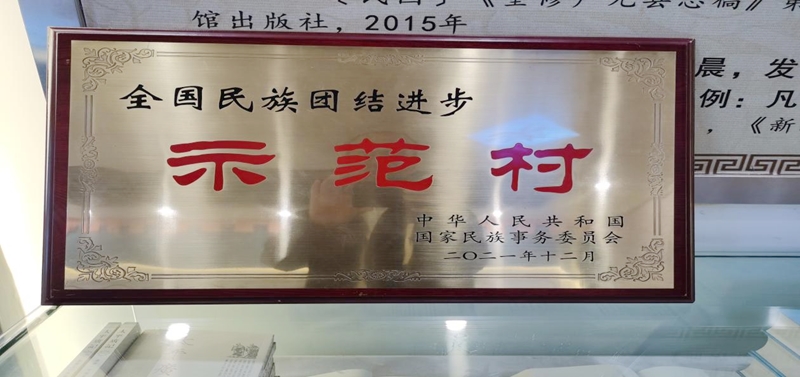 馆出版社，2015年
晨，发
例：凡
，《新
全国民族团结进步
示范村
中华人民共和国
国家民族事务委员会
二〇二一年十二月